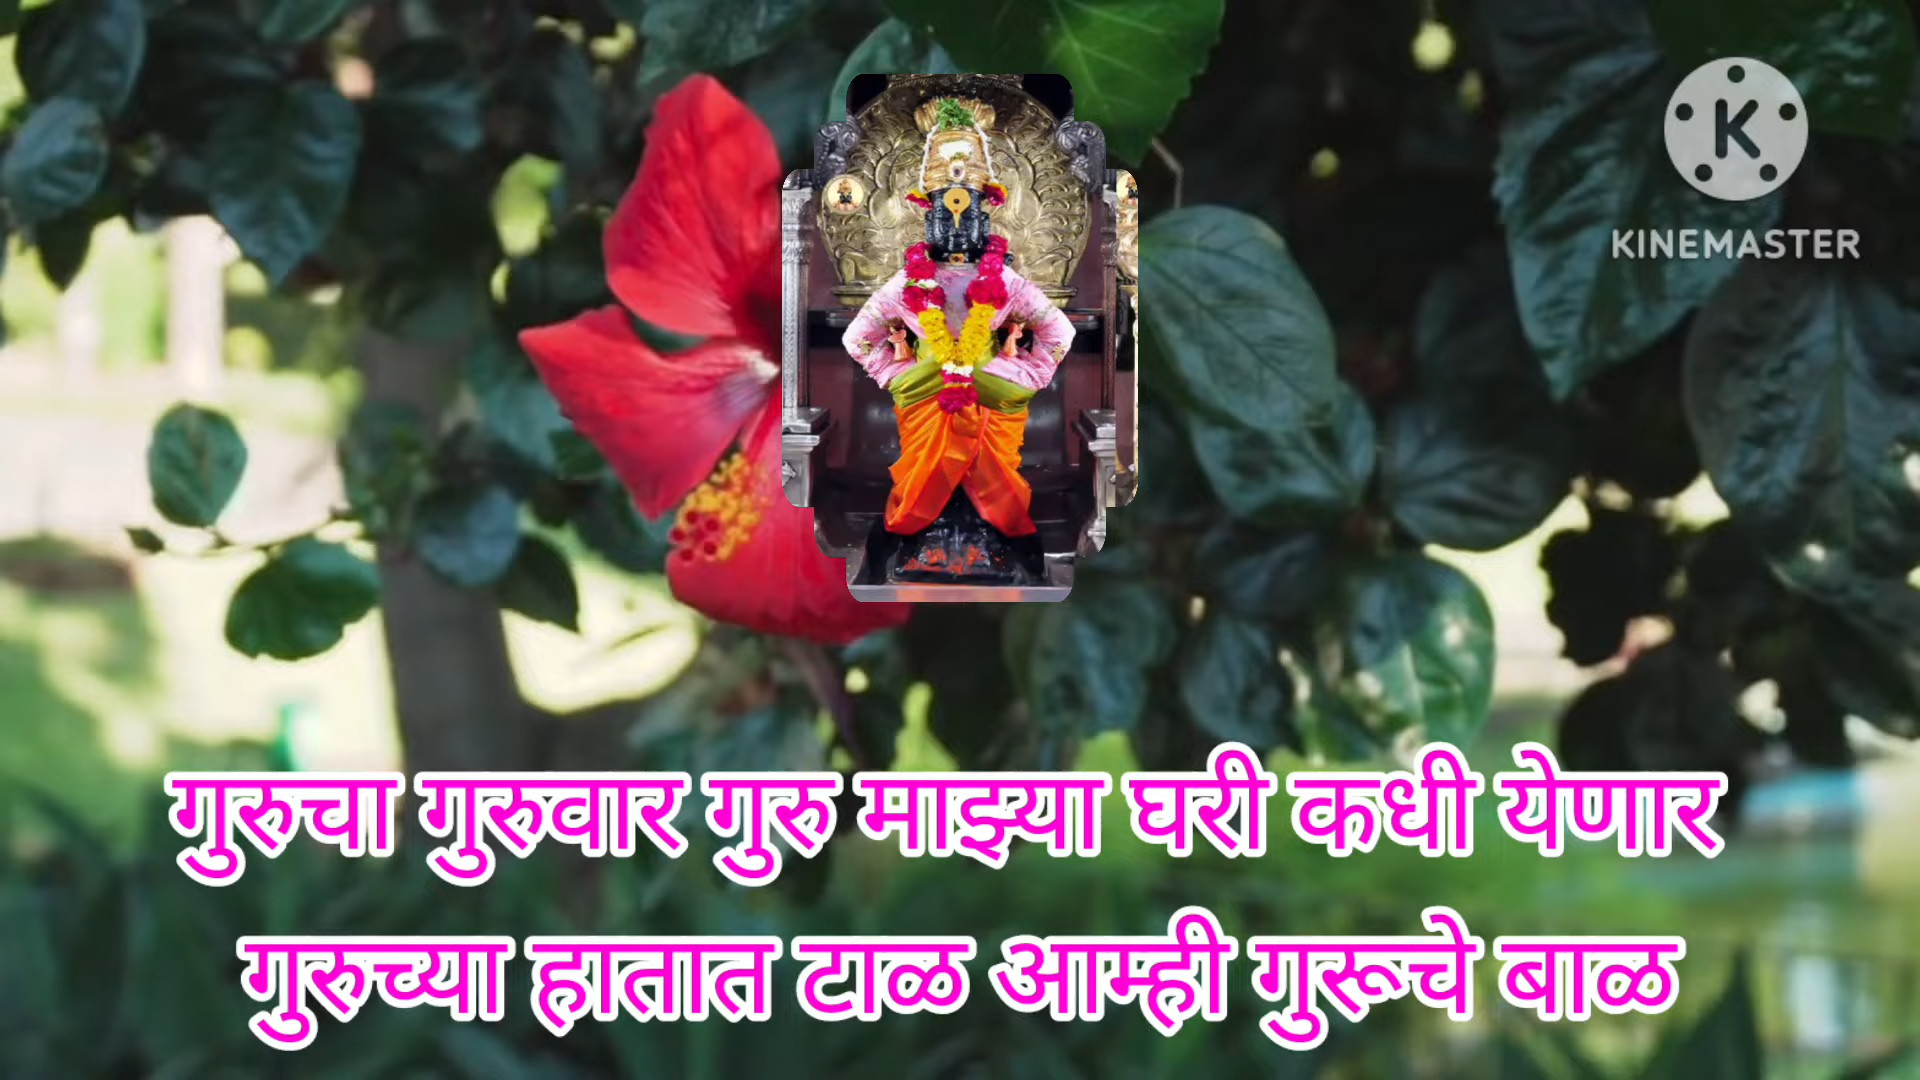 KINEMASTER
गुरुचा गुरुवार गुरु माझ्या घरी कधी येणार
गुरुच्या हातात टाळ आम्ही गुरूचे बाळ